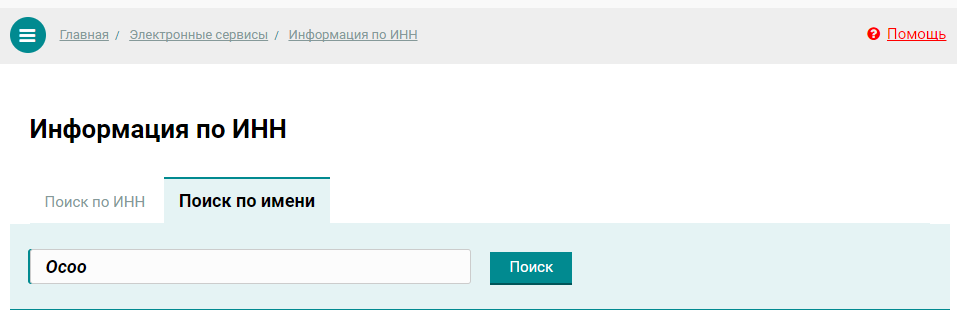 Главная / Электронные сервисы / Информация по ИНН
Помощь
Информация по ИНН
Поиск по ИНН
Поиск по имени
Осоо
Поиск